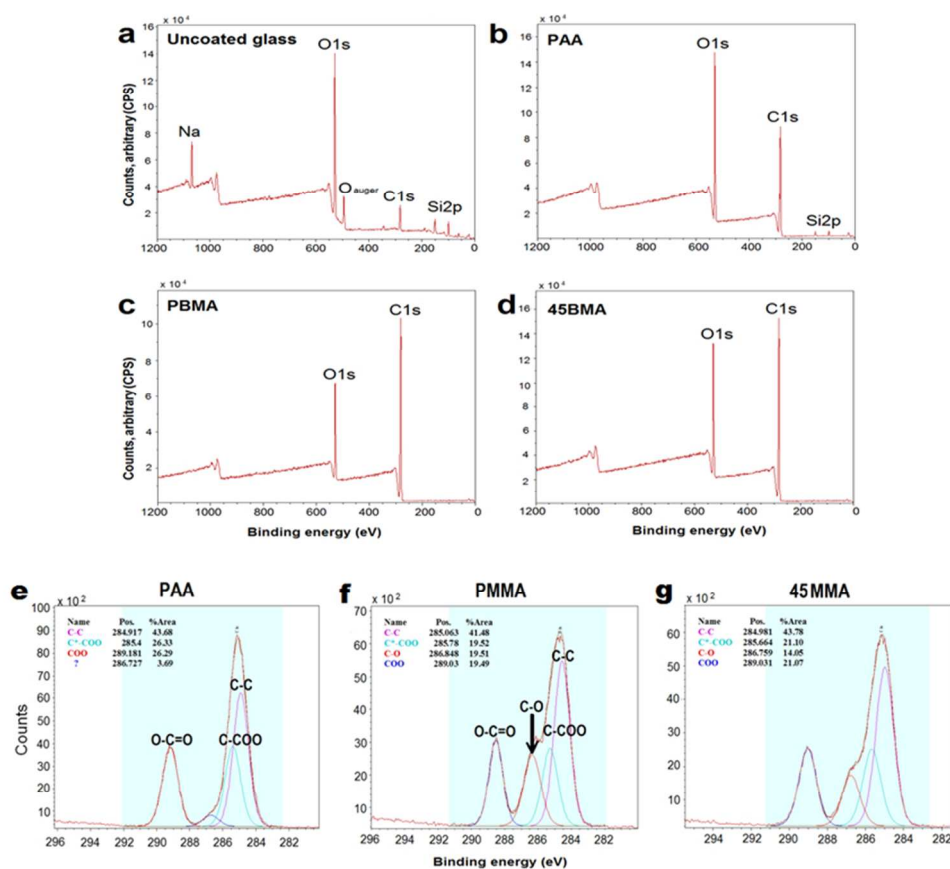 a Uncoated glass
x 10⁴
Counts, arbitrary (CPS)
16
14
12
10
8
6
4
2
Na
O1s
O auger
C1s
Si2p
1200 1000 800 600 400 200 0
b PAA
x 10⁴
16
14
12
10
8
6
4
2
O1s
C1s
Si2p
1200 1000 800 600 400 200 0
c PBMA
x 10⁴
Counts, arbitrary (CPS)
10
8
6
4
2
O1s
C1s
1200 1000 800 600 400 200 0
Binding energy (eV)
d 45BMA
x 10⁴
16
14
12
10
8
6
4
2
O1s
C1s
1200 1000 800 600 400 200 0
Binding energy (eV)
e PAA
x 10²
Counts
100
90
80
70
60
50
40
30
20
10
Name Pos. %Area
C-C 284.917 43.68
C*-COO 285.4 26.33
COO 289.181 26.29
? 286.727 3.69
C-C
O-C=O
C-COO
296 294 292 290 288 286 284 282
f PMMA
x 10²
70
60
50
40
30
20
10
Name Pos. %Area
C-C 285.063 41.48
C*-COO 285.78 19.52
C-O 286.848 19.51
COO 289.03 19.49
C-C
C-O
O-C=O
C-COO
294 292 290 288 286 284 282
Binding energy (eV)
g 45MMA
x 10²
60
50
40
30
20
10
Name Pos. %Area
C-C 284.981 43.78
C*-COO 285.664 21.10
C-O 286.759 14.05
COO 289.031 21.07
294 292 290 288 286 284 282